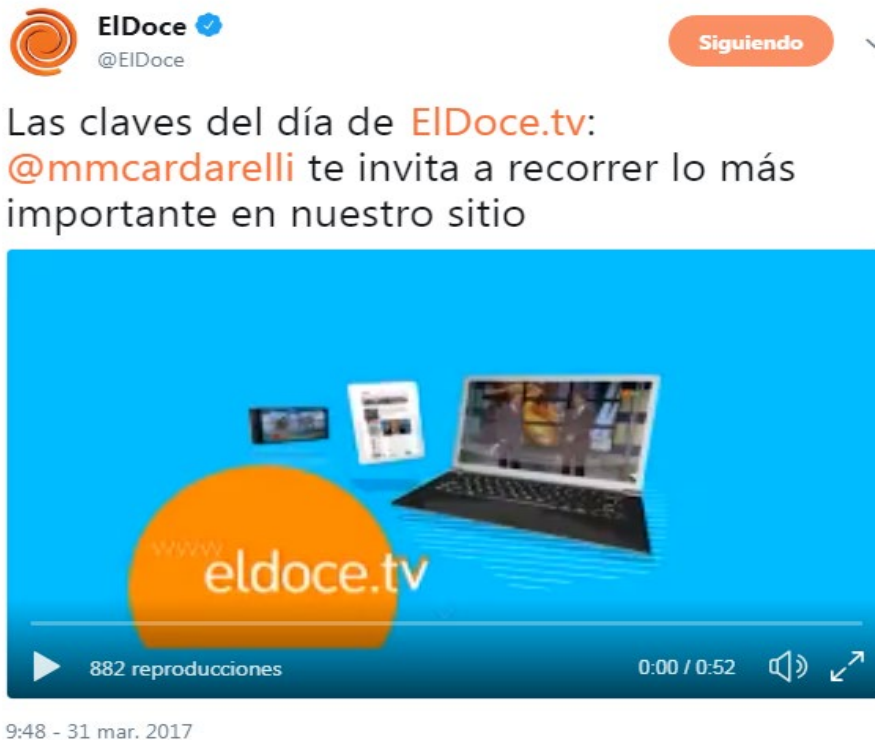 ElDoce
@ElDoce
Siguiendo
Las claves del día de ElDoce.tv:
@mmcardarelli te invita a recorrer lo más
importante en nuestro sitio
www
eldoce.tv
882 reproducciones
0:00 / 0:52
9:48 - 31 mar. 2017